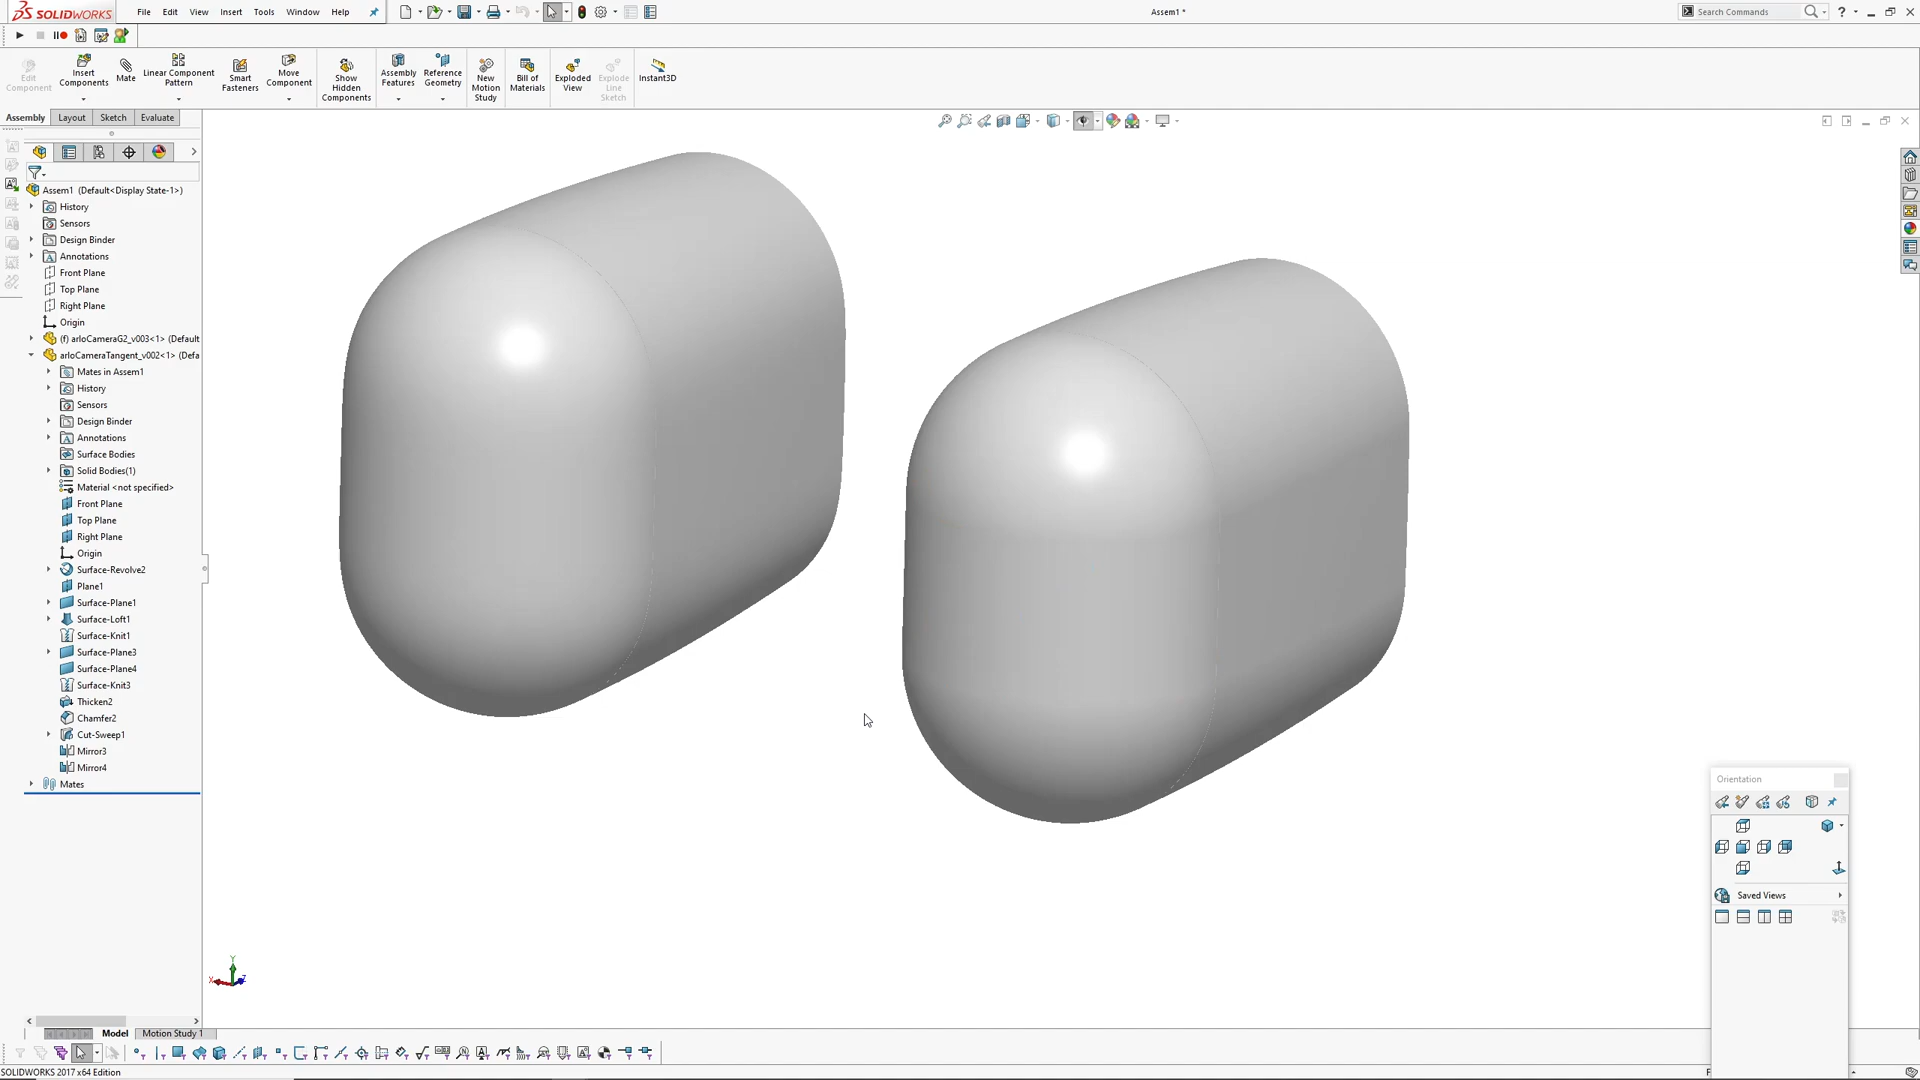 SOLIDWORKS File Edit View Insert Tools Window Help Assem1 * Search Commands ?
Edit Component
Insert Components
Mate
Linear Component Pattern
Smart Fasteners
Move Component
Show Hidden Components
Assembly Features
Reference Geometry
New Motion Study
Bill of Materials
Exploded View
Explode Line Sketch
Instant3D
Assembly Layout Sketch Evaluate
Assem1 (Default<Display State-1>)
History
Sensors
Design Binder
Annotations
Front Plane
Top Plane
Right Plane
Origin
(f) arloCameraG2_v003<1> (Default
arloCameraTangent_v002<1> (Defa
Mates in Assem1
History
Sensors
Design Binder
Annotations
Surface Bodies
Solid Bodies(1)
Material <not specified>
Front Plane
Top Plane
Right Plane
Origin
Surface-Revolve2
Plane1
Surface-Plane1
Surface-Loft1
Surface-Knit1
Surface-Plane3
Surface-Plane4
Surface-Knit3
Thicken2
Chamfer2
Cut-Sweep1
Mirror3
Mirror4
Mates
Orientation
Saved Views
Y
X
Z
Model Motion Study 1
SOLIDWORKS 2017 x64 Edition